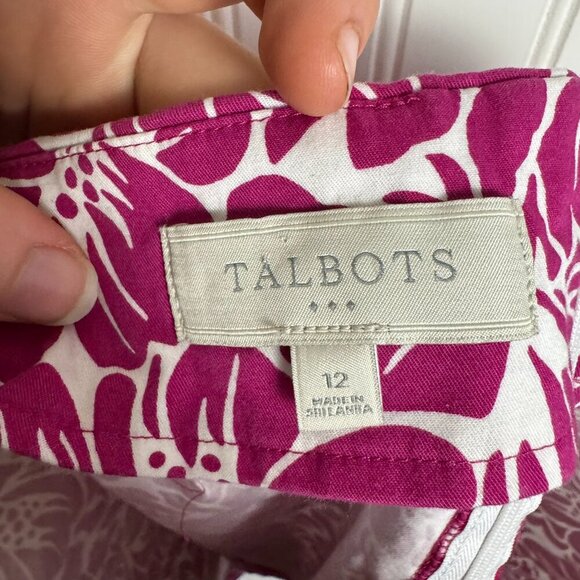 TALBOTS
12
MADE IN
SRI LANKA